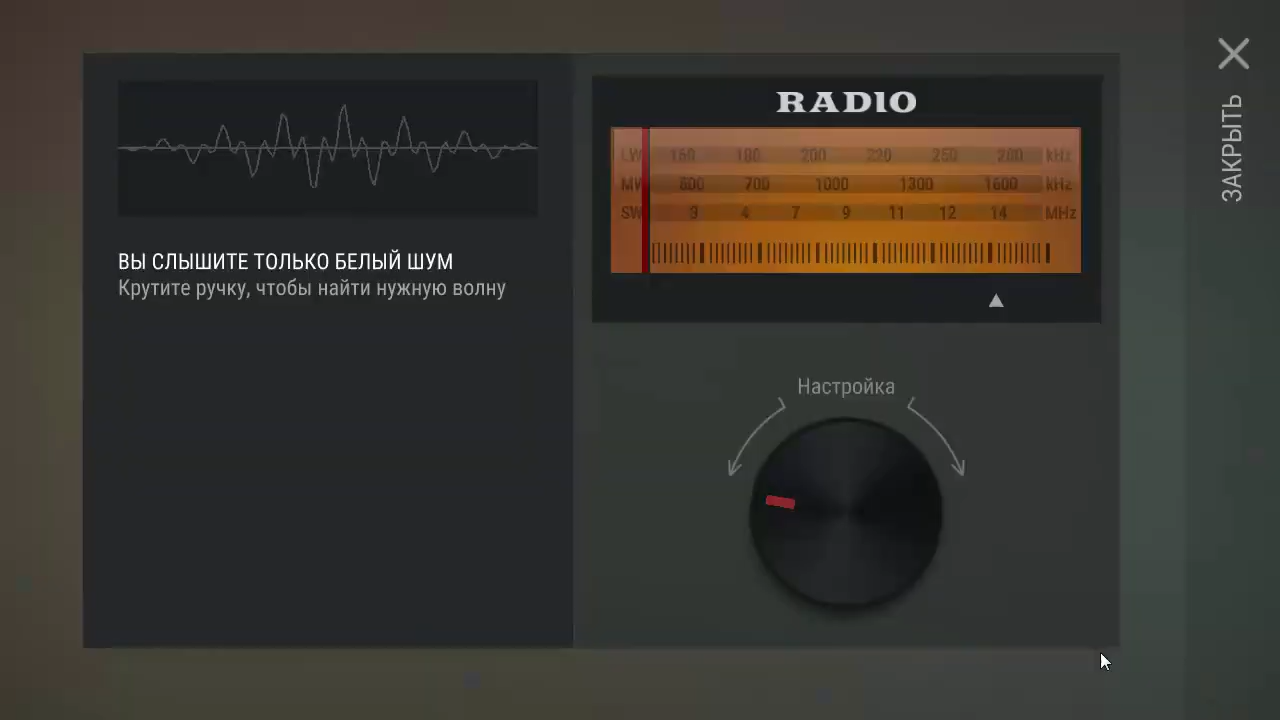 RADIO
LW 150 180 200 220 250 280 kHz
MW 600 700 1000 1300 1600 kHz
SW 3 4 7 9 11 12 14 MHz
ВЫ СЛЫШИТЕ ТОЛЬКО БЕЛЫЙ ШУМ
Крутите ручку, чтобы найти нужную волну
Настройка
ЗАКРЫТЬ